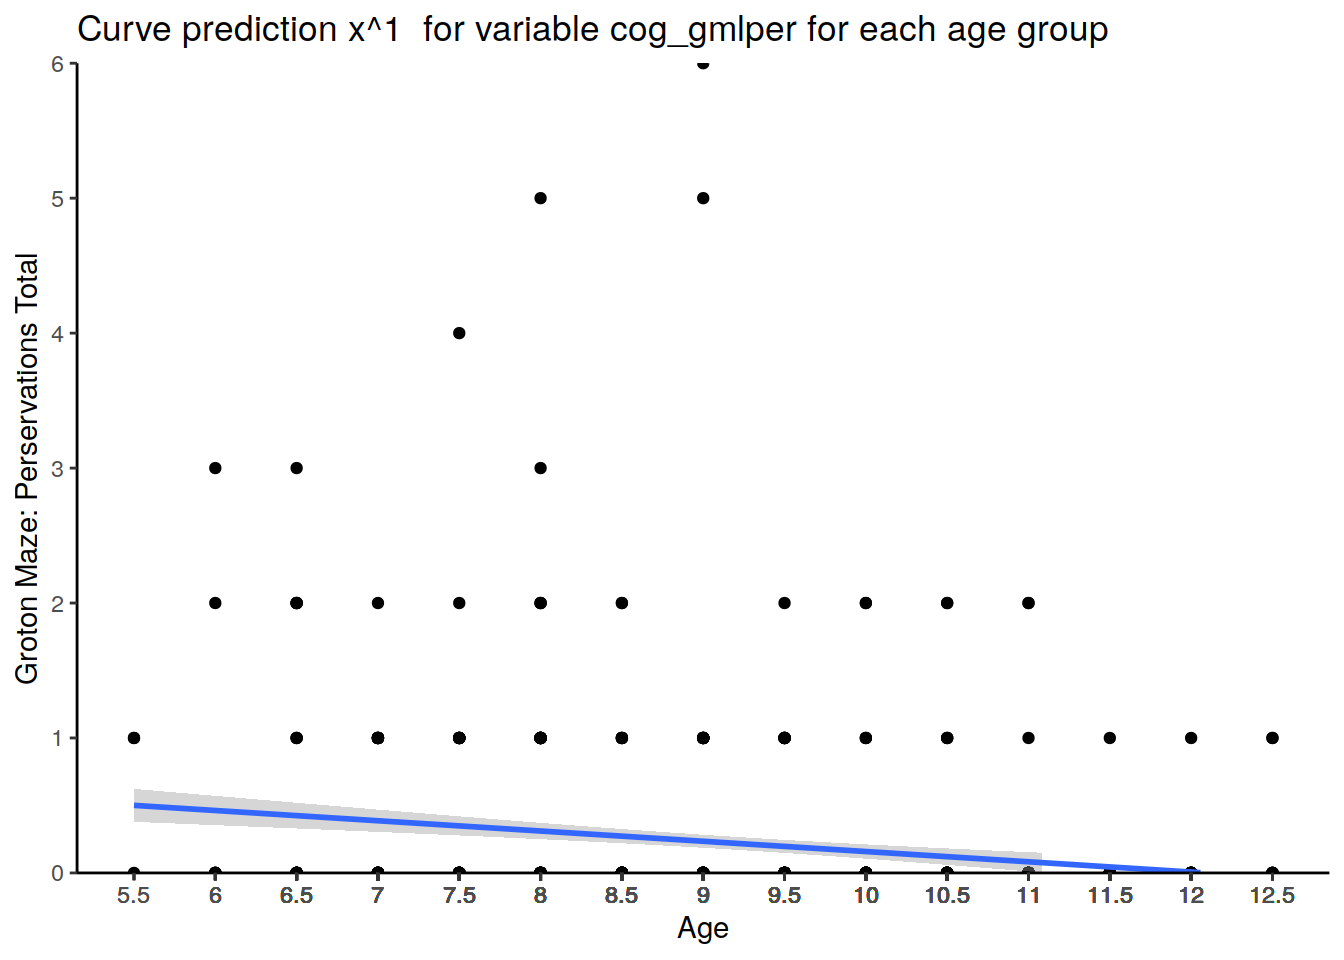 Curve prediction x^1  for variable cog_gmlper for each age group
6
5
4
3
2
1
0
Groton Maze: Perservations Total
5.5 6 6.5 7 7.5 8 8.5 9 9.5 10 10.5 11 11.5 12 12.5
Age